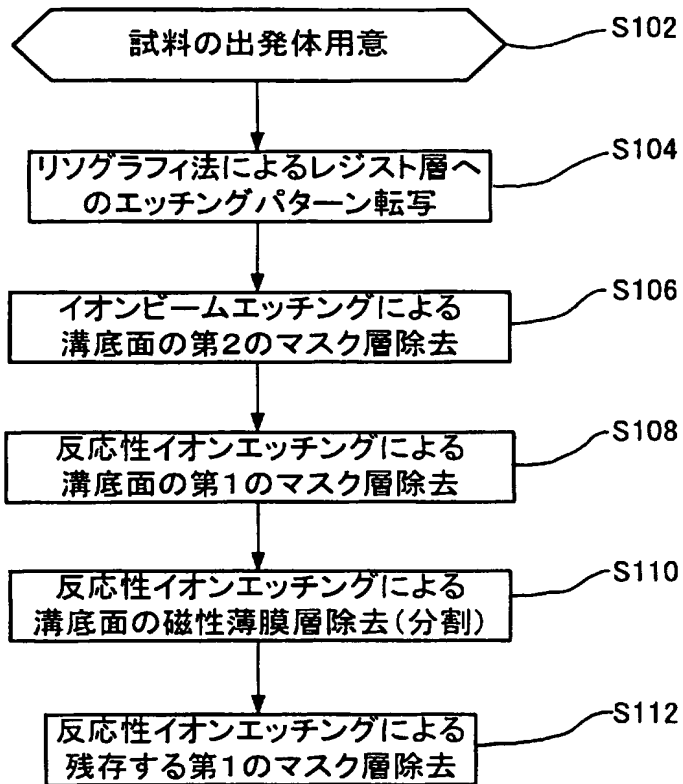 試料の出発体用意
S102
リソグラフィ法によるレジスト層へ
のエッチングパターン転写
S104
イオンビームエッチングによる
溝底面の第2のマスク層除去
S106
反応性イオンエッチングによる
溝底面の第1のマスク層除去
S108
反応性イオンエッチングによる
溝底面の磁性薄膜層除去(分割)
S110
反応性イオンエッチングによる
残存する第1のマスク層除去
S112